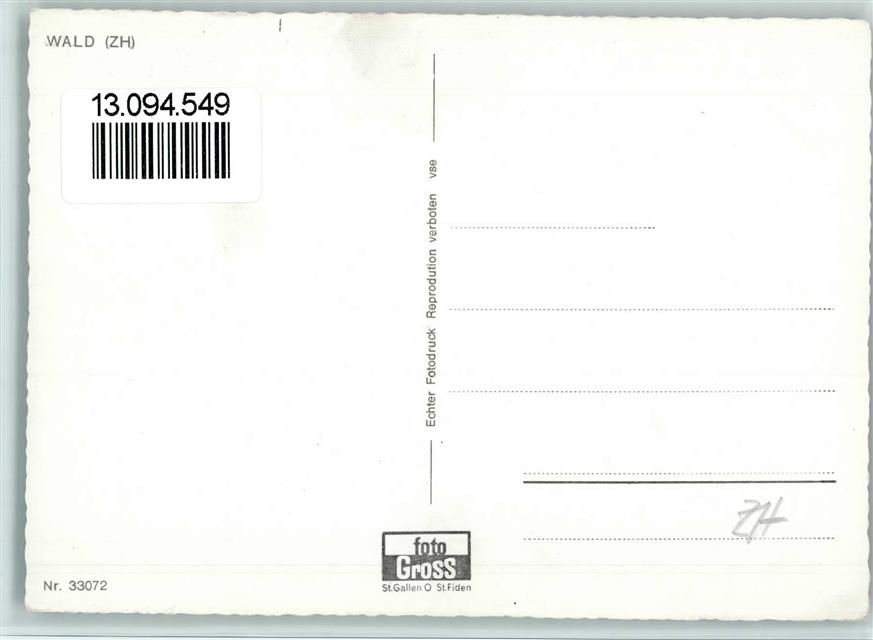 WALD (ZH)
13.094.549
Echter Fotodruck Reprodution verboten vse
ZH
foto
Gross
St.Gallen O St.Fiden
Nr. 33072